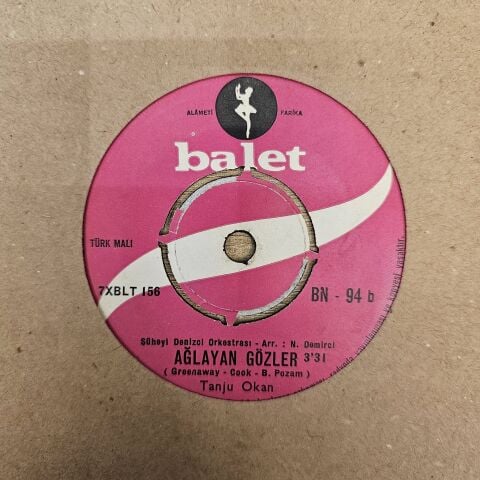 ALÂMETİ FARİKA
balet
TÜRK MALI
7XBLT 156
BN - 94 b
Süheyl Denizci Orkestrası - Arr. : N. Demirci
AĞLAYAN GÖZLER 3'31
( Greenaway - Cook - B. Pozam )
Tanju Okan